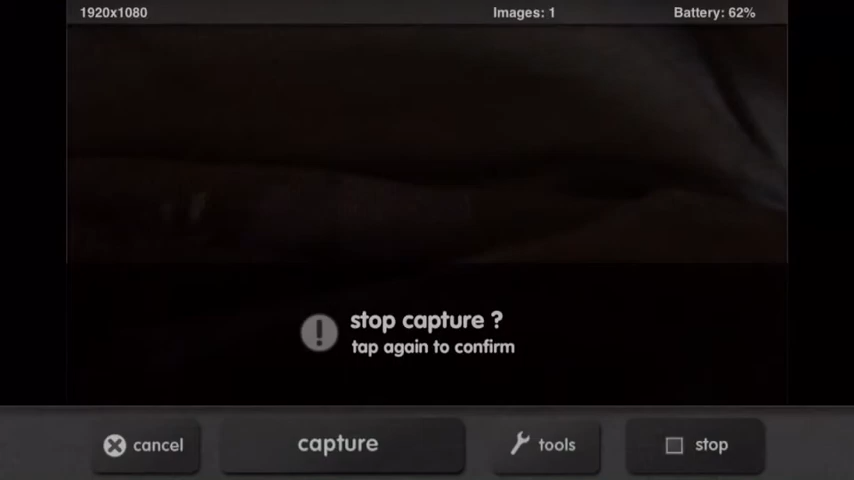 1920x1080 Images: 1 Battery: 62%
stop capture ?
tap again to confirm
cancel capture tools stop